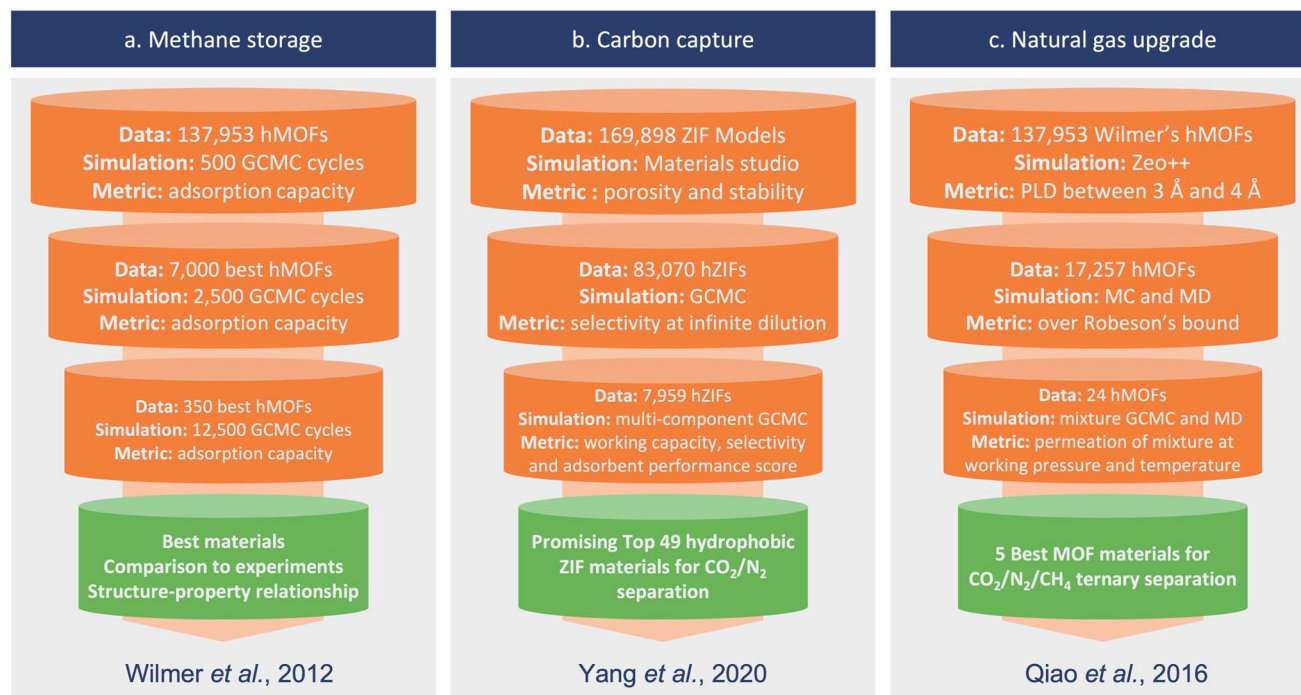 a. Methane storage
Data: 137,953 hMOFs
Simulation: 500 GCMC cycles
Metric: adsorption capacity
Data: 7,000 best hMOFs
Simulation: 2,500 GCMC cycles
Metric: adsorption capacity
Data: 350 best hMOFs
Simulation: 12,500 GCMC cycles
Metric: adsorption capacity
Best materials
Comparison to experiments
Structure-property relationship
Wilmer et al., 2012
b. Carbon capture
Data: 169,898 ZIF Models
Simulation: Materials studio
Metric : porosity and stability
Data: 83,070 hZIFs
Simulation: GCMC
Metric: selectivity at infinite dilution
Data: 7,959 hZIFs
Simulation: multi-component GCMC
Metric: working capacity, selectivity
and adsorbent performance score
Promising Top 49 hydrophobic
ZIF materials for CO₂/N₂
separation
Yang et al., 2020
c. Natural gas upgrade
Data: 137,953 Wilmer’s hMOFs
Simulation: Zeo++
Metric: PLD between 3 Å and 4 Å
Data: 17,257 hMOFs
Simulation: MC and MD
Metric: over Robeson’s bound
Data: 24 hMOFs
Simulation: mixture GCMC and MD
Metric: permeation of mixture at
working pressure and temperature
5 Best MOF materials for
CO₂/N₂/CH₄ ternary separation
Qiao et al., 2016